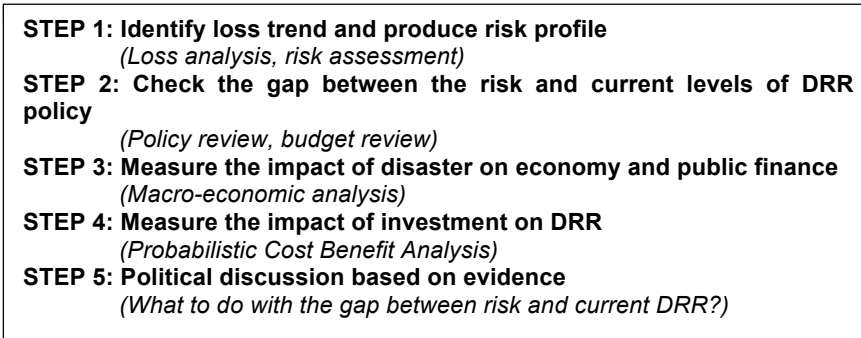 STEP 1: Identify loss trend and produce risk profile
(Loss analysis, risk assessment)
STEP 2: Check the gap between the risk and current levels of DRR
policy
(Policy review, budget review)
STEP 3: Measure the impact of disaster on economy and public finance
(Macro-economic analysis)
STEP 4: Measure the impact of investment on DRR
(Probabilistic Cost Benefit Analysis)
STEP 5: Political discussion based on evidence
(What to do with the gap between risk and current DRR?)